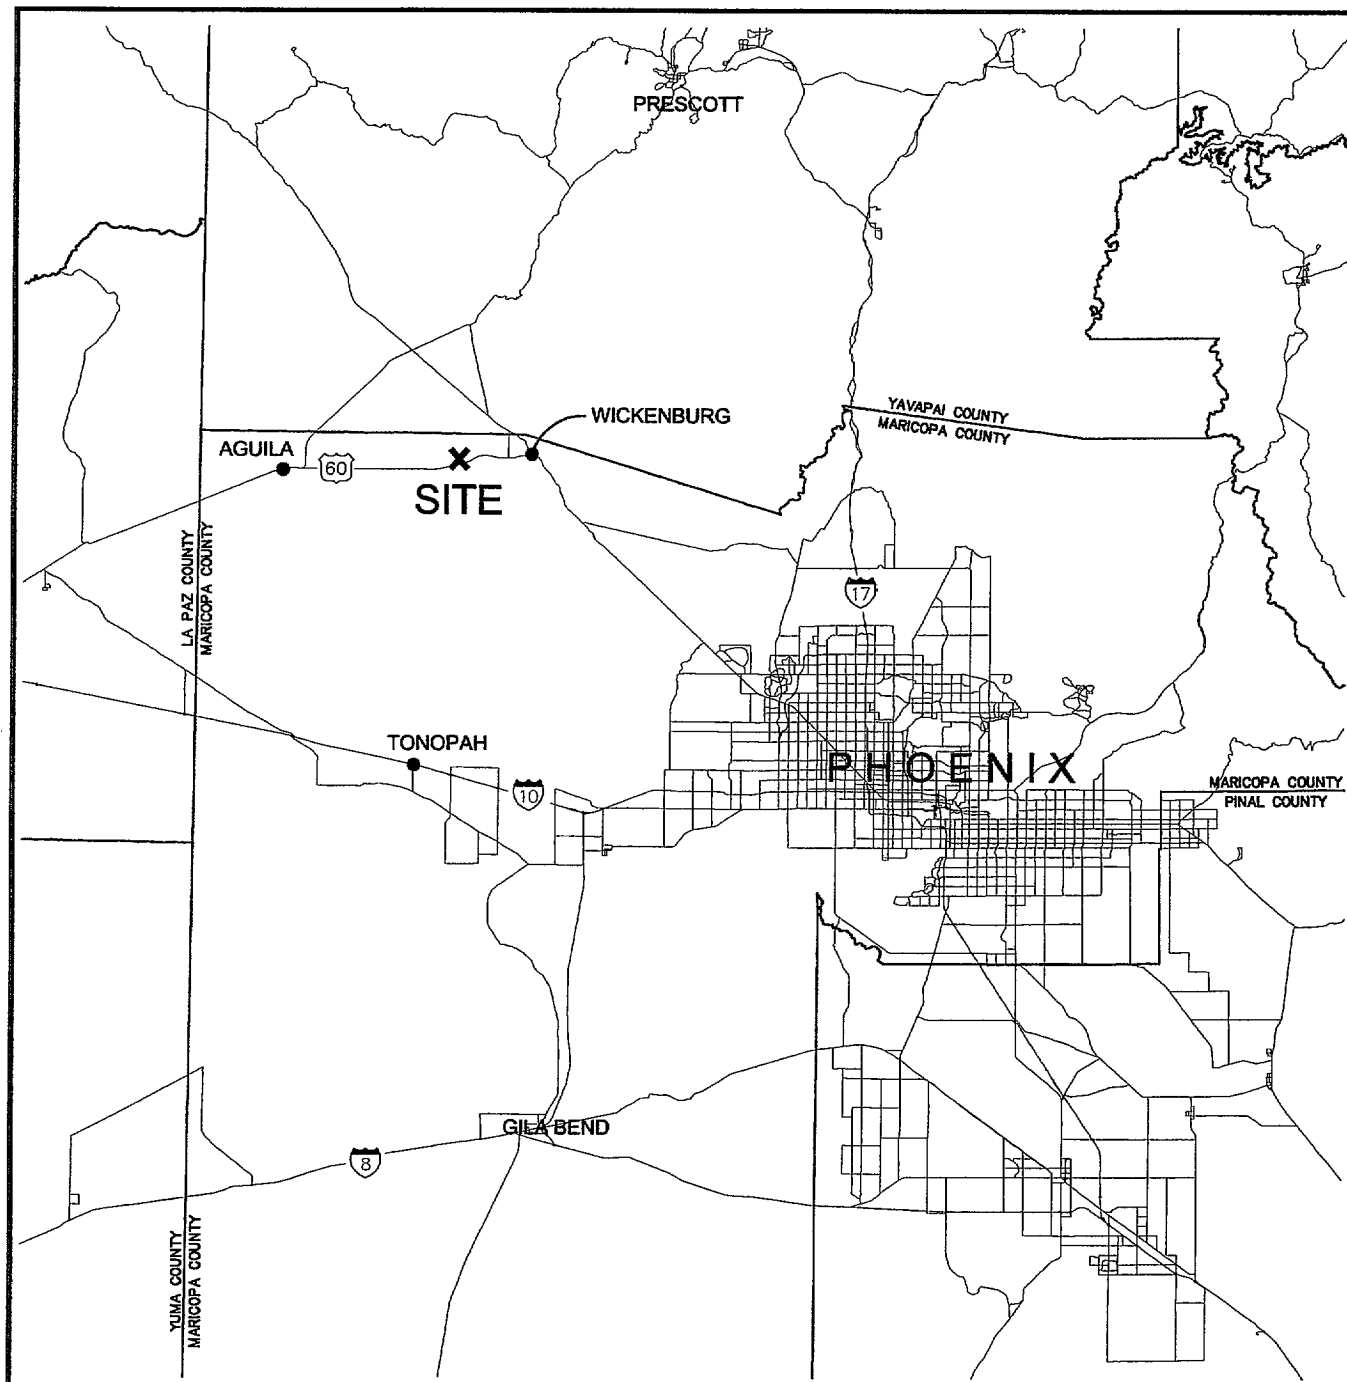 PRESCOTT
WICKENBURG
YAVAPAI COUNTY
MARICOPA COUNTY
AGUILA
60
SITE
LA PAZ COUNTY
MARICOPA COUNTY
17
TONOPAH
PHOENIX
10
MARICOPA COUNTY
PINAL COUNTY
GILA BEND
8
YUMA COUNTY
MARICOPA COUNTY